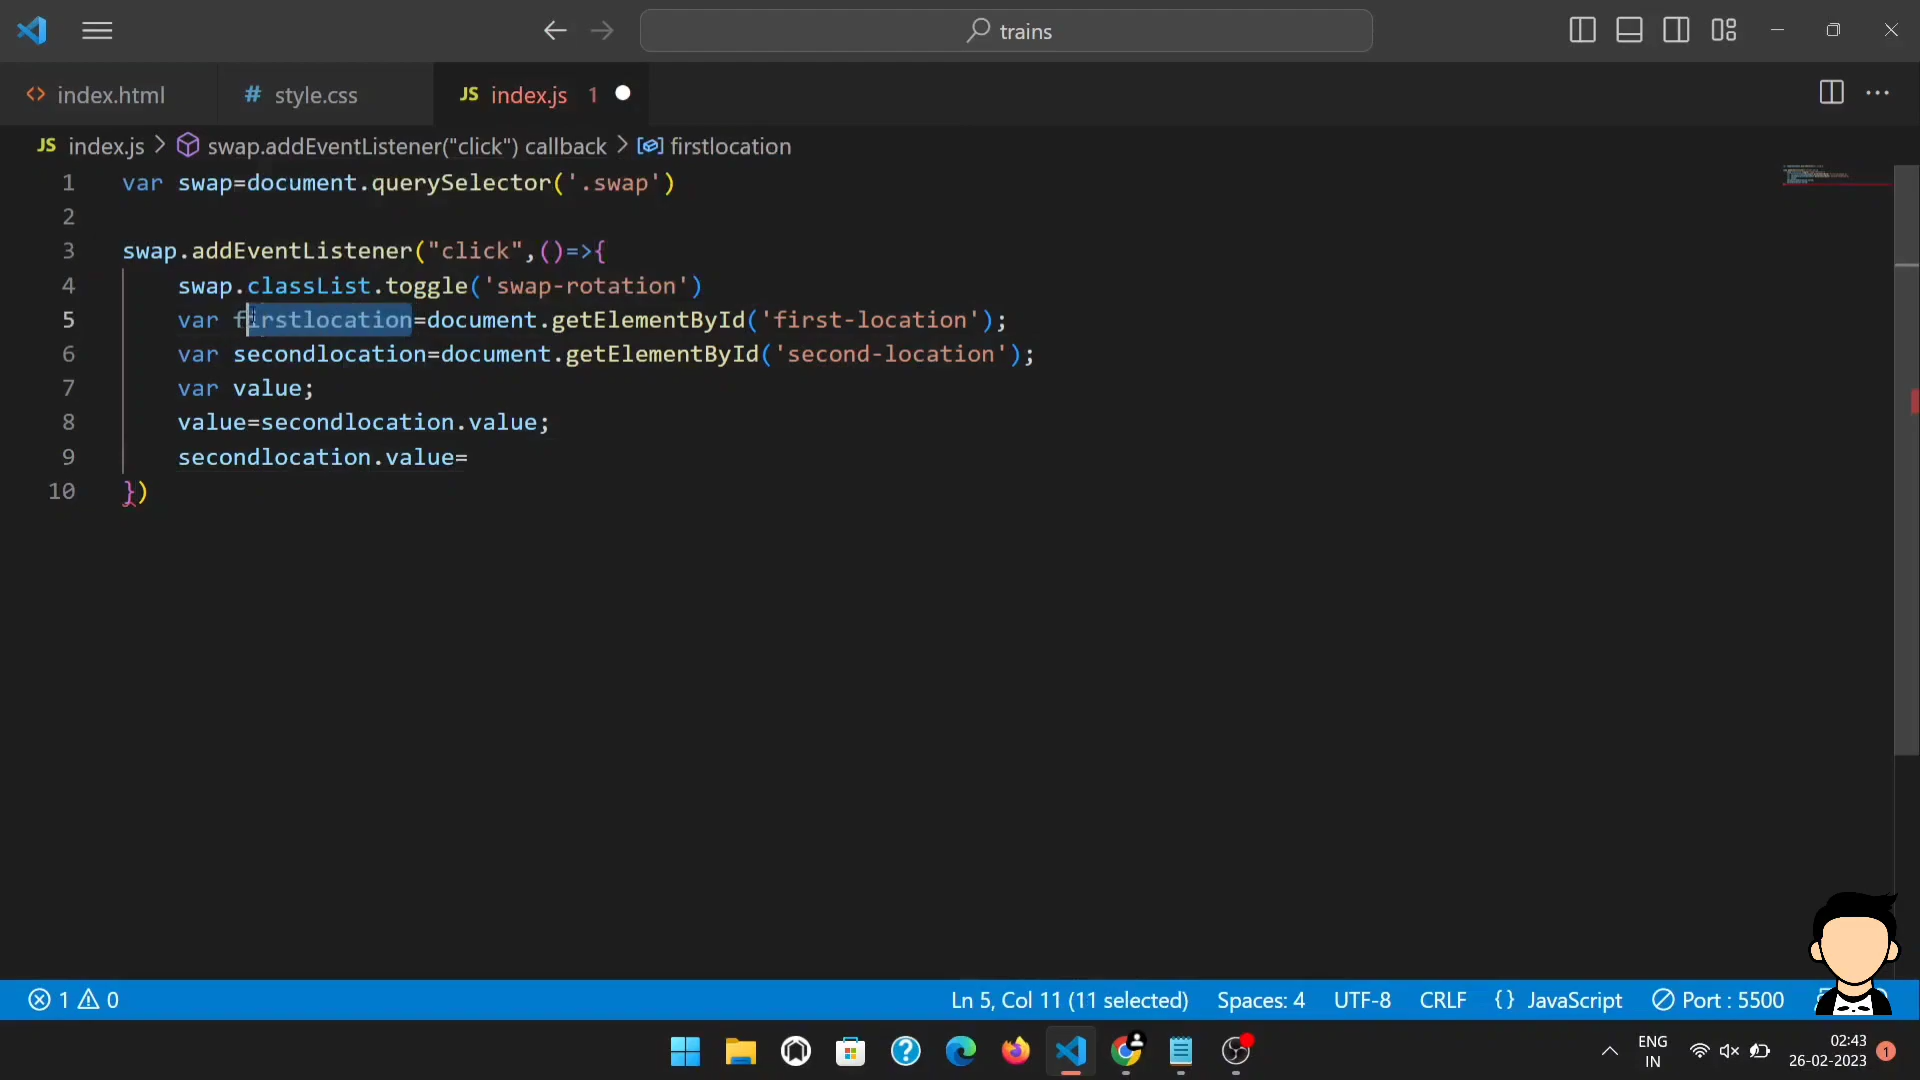 trains
index.html
style.css
JS index.js 1
JS index.js > swap.addEventListener("click") callback > firstlocation
1 var swap=document.querySelector('.swap')
2
3 swap.addEventListener("click",()=>{
4 swap.classList.toggle('swap-rotation')
5 var firstlocation=document.getElementById('first-location');
6 var secondlocation=document.getElementById('second-location');
7 var value;
8 value=secondlocation.value;
9 secondlocation.value=
10 })
1 0 Ln 5, Col 11 (11 selected) Spaces: 4 UTF-8 CRLF {} JavaScript Port : 5500
ENG
IN
02:43
26-02-2023
1